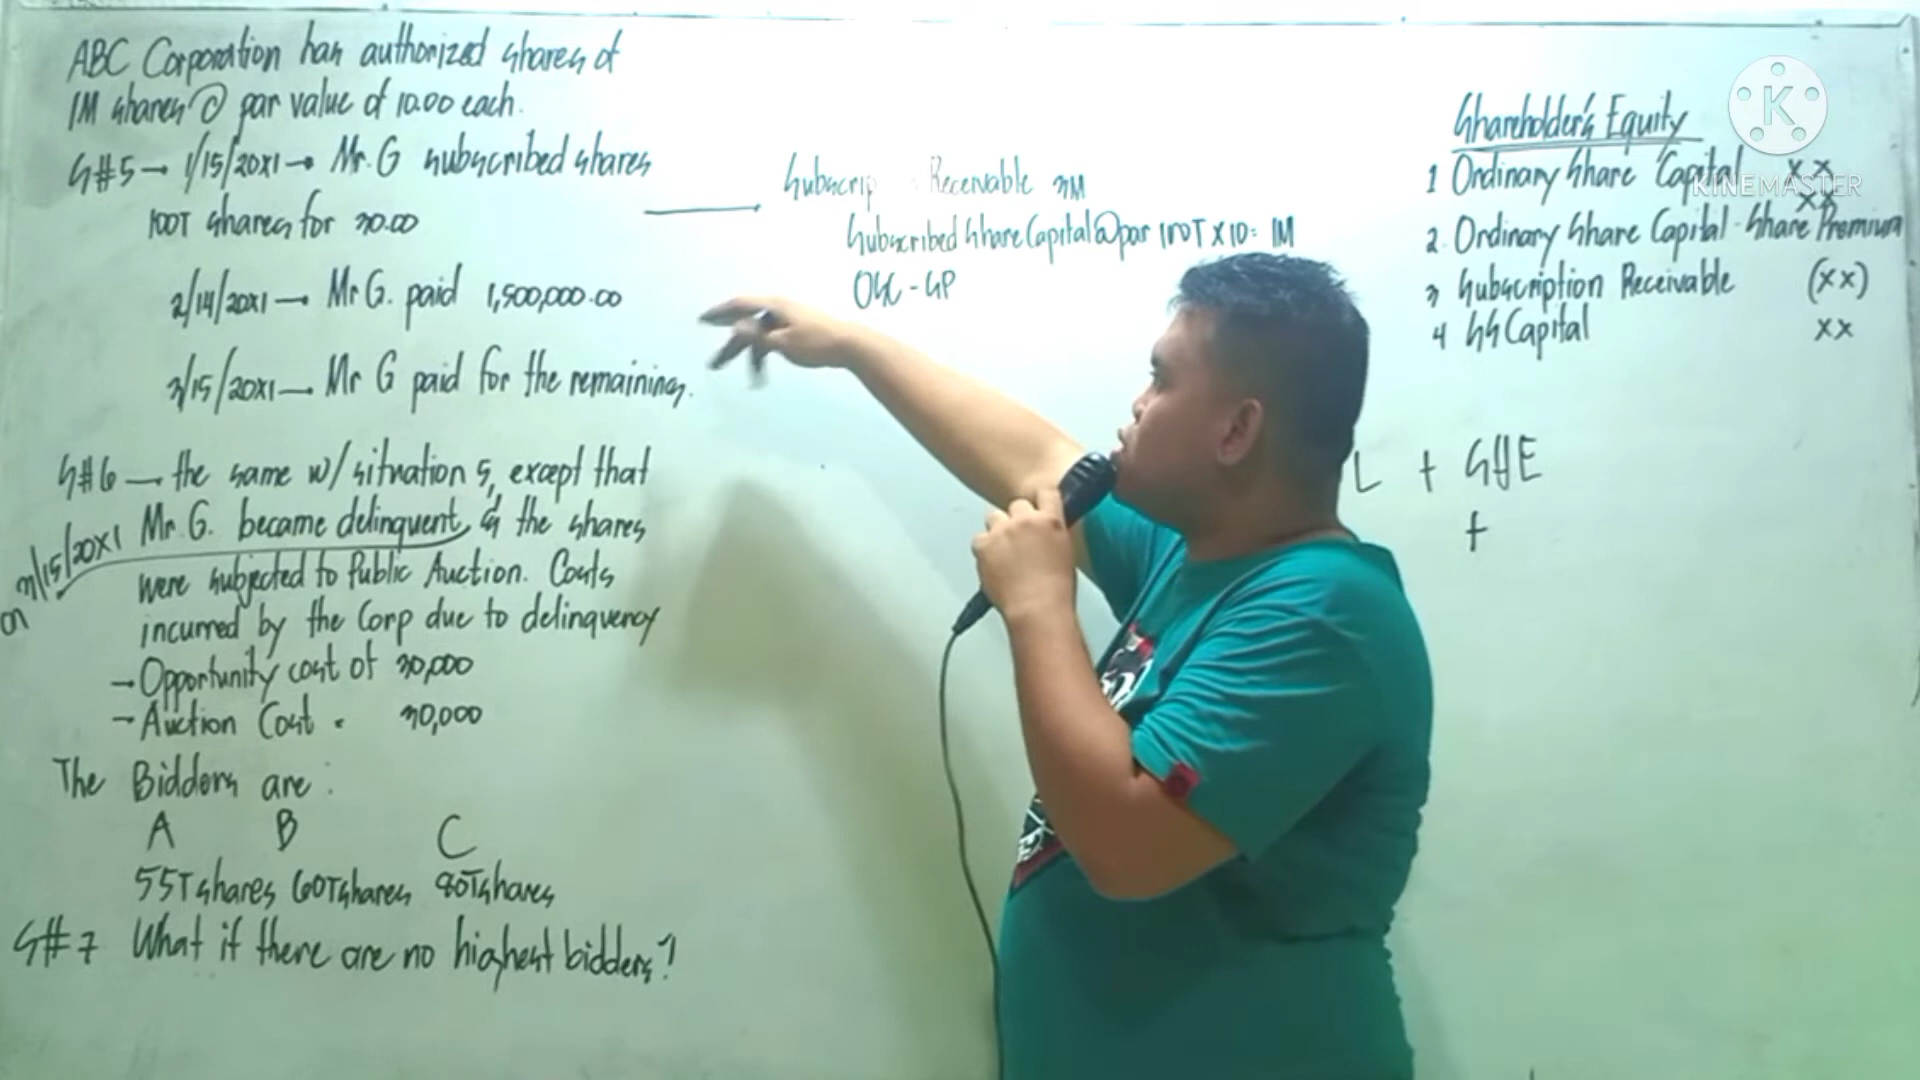 ABC Corporation has authorized shares of
1M shares @ par value of 10.00 each.
S#5 → 1/15/20x1 → Mr. G subscribed shares
100T shares for 30.00
2/14/20x1 → Mr G. paid 1,500,000.00
3/15/20x1 — Mr G paid for the remaining.
S#6 — the same w/ situation 5, except that
on 3/15/20x1 Mr. G. became delinquent & the shares
were subjected to Public Auction. Costs
incurred by the Corp due to delinquency
- Opportunity cost of 30,000
- Auction Cost - 30,000
The Bidders are:
A B C
55T shares 60T shares 80T shares
S#7 What if there are no highest bidders?
Subscrip Receivable 3M
Subscribed Share Capital @ par 100T x 10 = 1M
OSC - SP
Shareholder's Equity
1 Ordinary Share Capital xx
xx
2. Ordinary Share Capital - Share Premium
3 Subscription Receivable (xx)
4 SS Capital xx
L + SHE
+
K
KINEMASTER